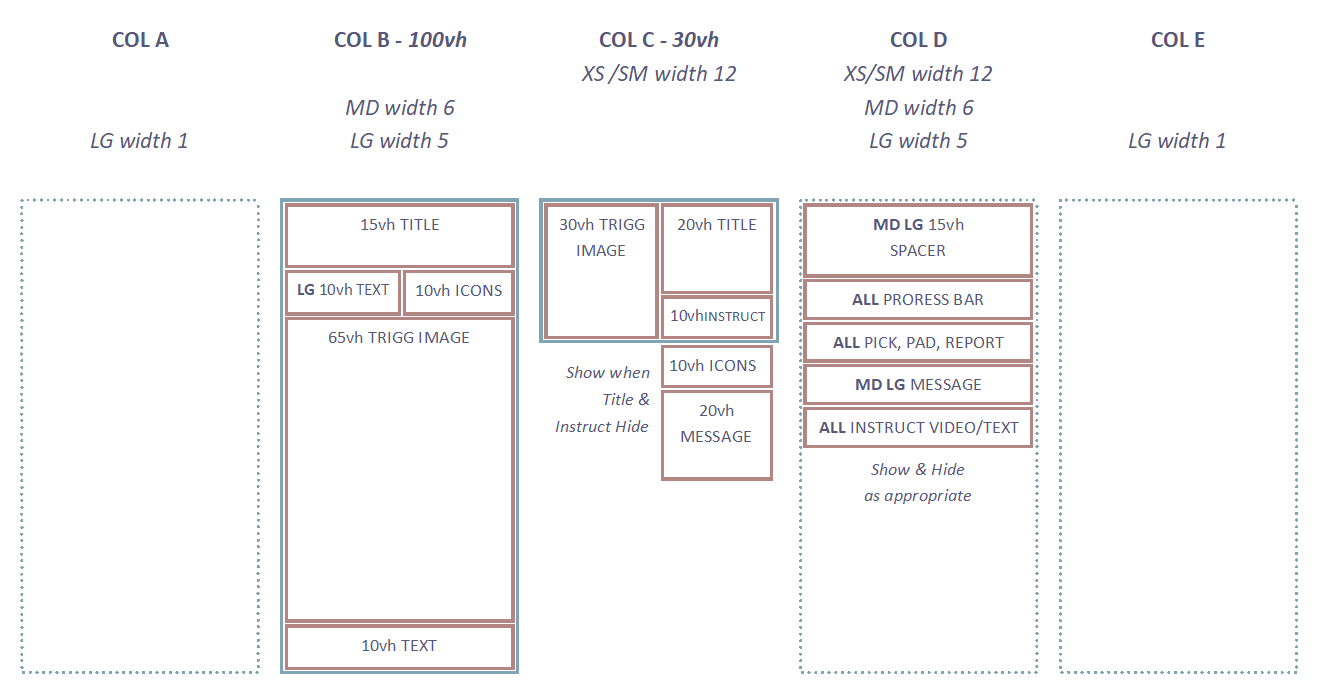 COL A
LG width 1
COL B - 100vh
MD width 6
LG width 5
15vh TITLE
LG 10vh TEXT
10vh ICONS
65vh TRIGG IMAGE
10vh TEXT
COL C - 30vh
XS /SM width 12
30vh TRIGG
IMAGE
20vh TITLE
10vhINSTRUCT
Show when
Title &
Instruct Hide
10vh ICONS
20vh
MESSAGE
COL D
XS/SM width 12
MD width 6
LG width 5
MD LG 15vh
SPACER
ALL PRORESS BAR
ALL PICK, PAD, REPORT
MD LG MESSAGE
ALL INSTRUCT VIDEO/TEXT
Show & Hide
as appropriate
COL E
LG width 1